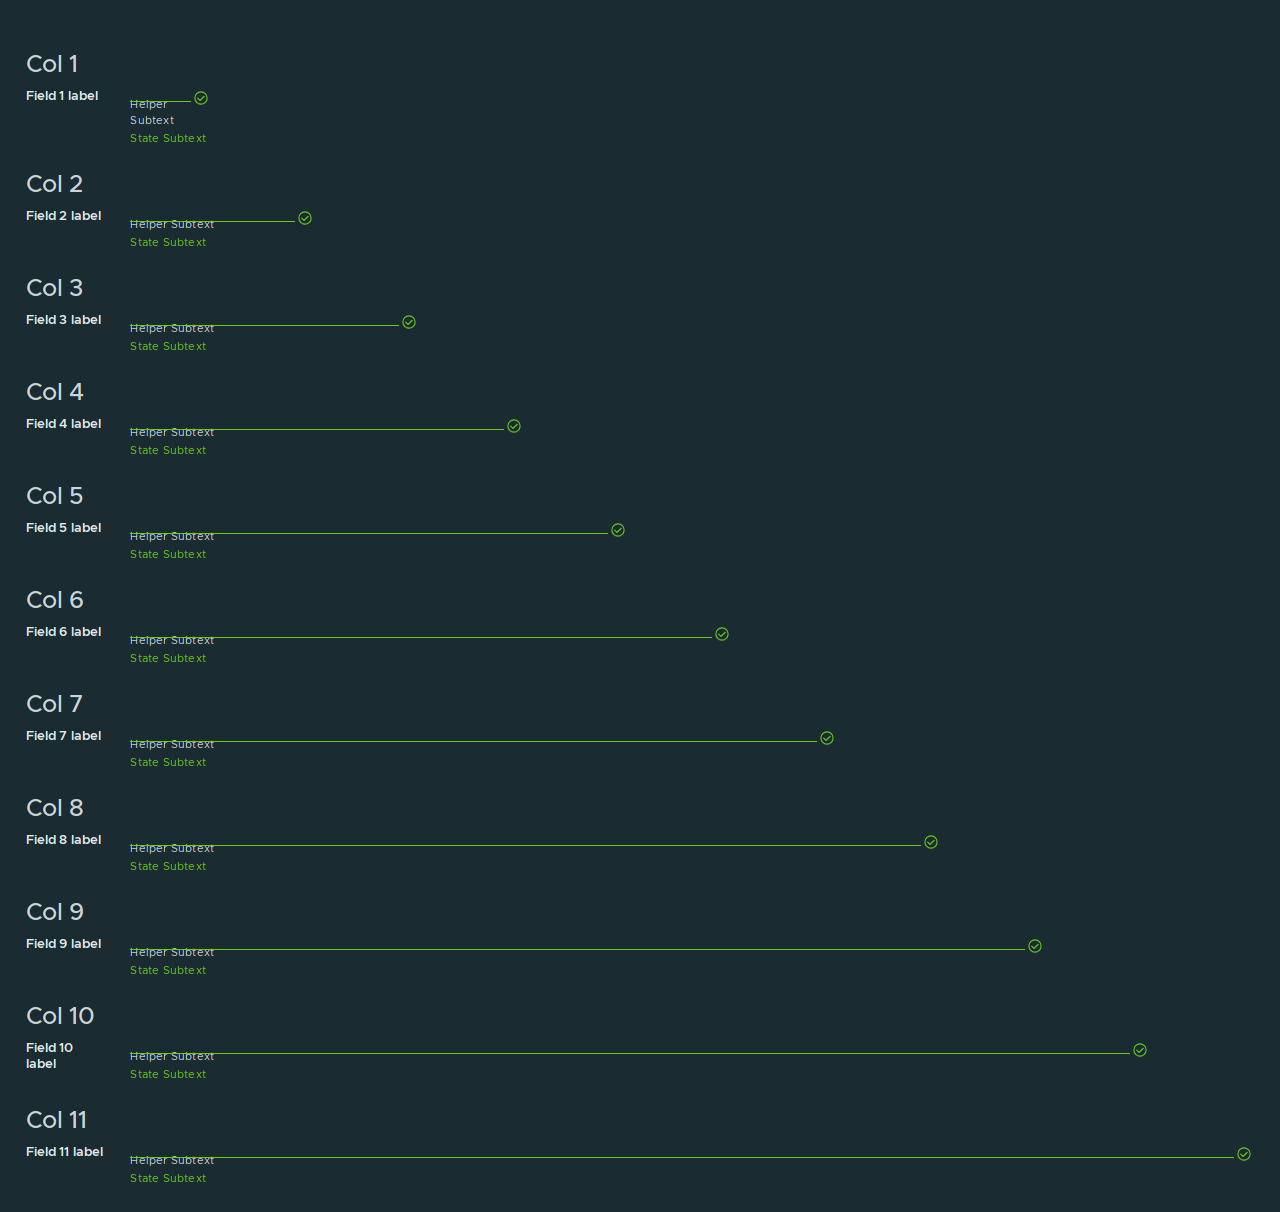 Col 1
Field 1 label
Helper
Subtext
State Subtext
Col 2
Field 2 label
Helper Subtext
State Subtext
Col 3
Field 3 label
Helper Subtext
State Subtext
Col 4
Field 4 label
Helper Subtext
State Subtext
Col 5
Field 5 label
Helper Subtext
State Subtext
Col 6
Field 6 label
Helper Subtext
State Subtext
Col 7
Field 7 label
Helper Subtext
State Subtext
Col 8
Field 8 label
Helper Subtext
State Subtext
Col 9
Field 9 label
Helper Subtext
State Subtext
Col 10
Field 10
label
Helper Subtext
State Subtext
Col 11
Field 11 label
Helper Subtext
State Subtext